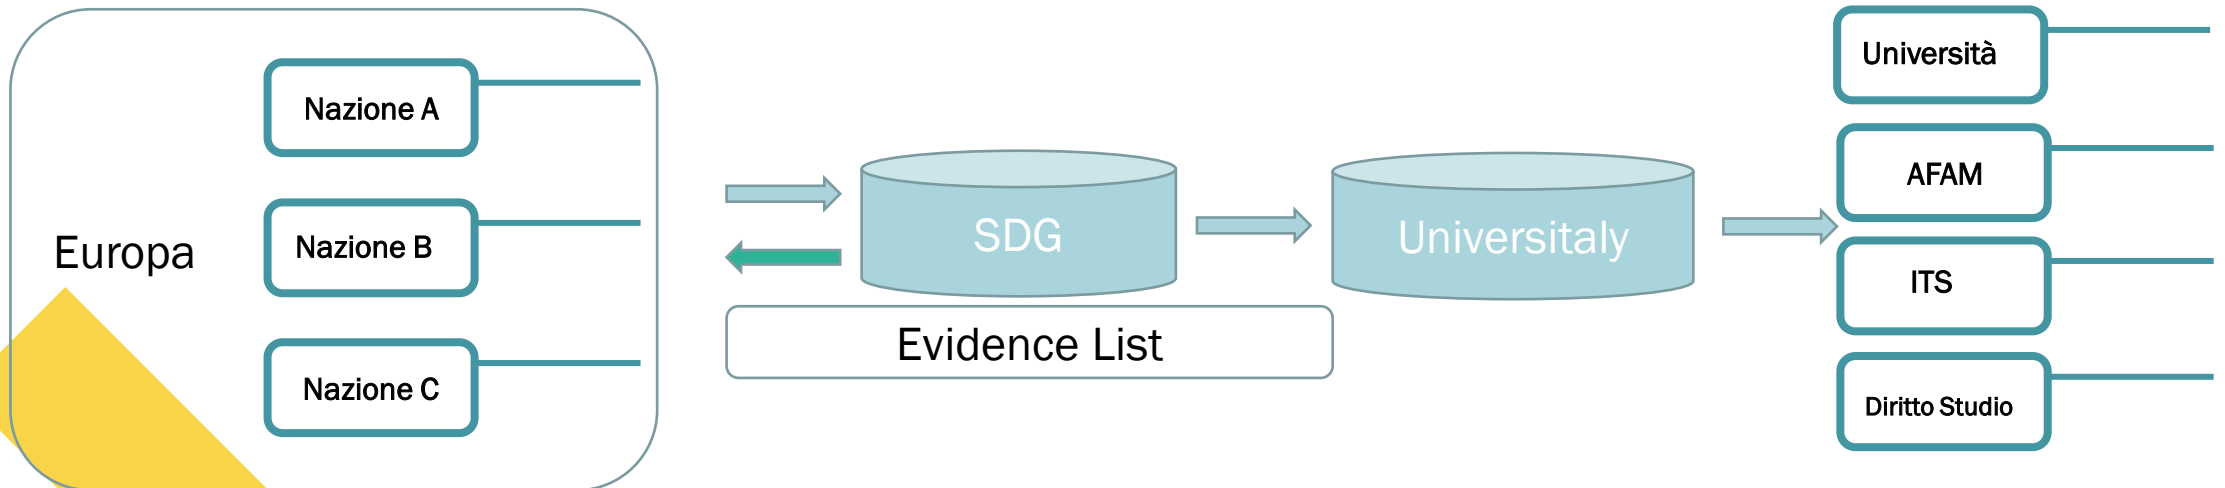 Europa
Nazione A
Nazione B
Nazione C
SDG
Evidence List
Universitaly
Università
AFAM
ITS
Diritto Studio